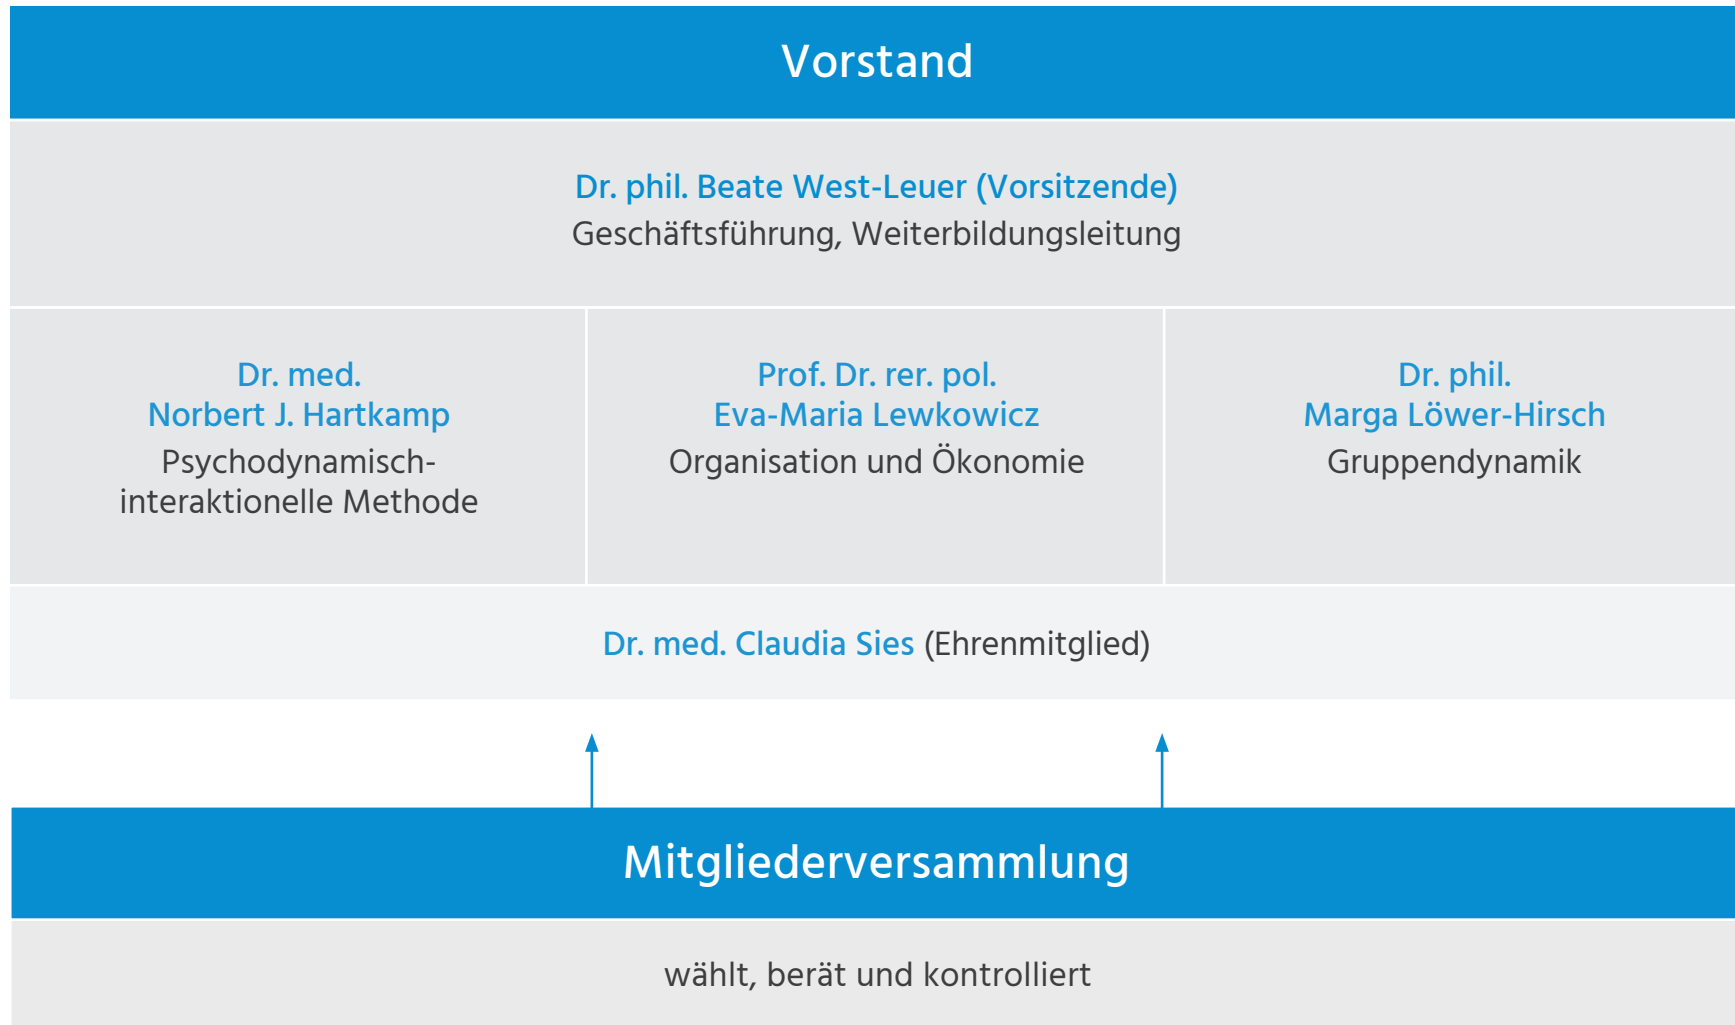 Vorstand
Dr. phil. Beate West-Leuer (Vorsitzende)
Geschäftsführung, Weiterbildungsleitung
Dr. med.
Norbert J. Hartkamp
Psychodynamisch-
interaktionelle Methode
Prof. Dr. rer. pol.
Eva-Maria Lewkowicz
Organisation und Ökonomie
Dr. phil.
Marga Löwer-Hirsch
Gruppendynamik
Dr. med. Claudia Sies (Ehrenmitglied)
Mitgliederversammlung
wählt, berät und kontrolliert